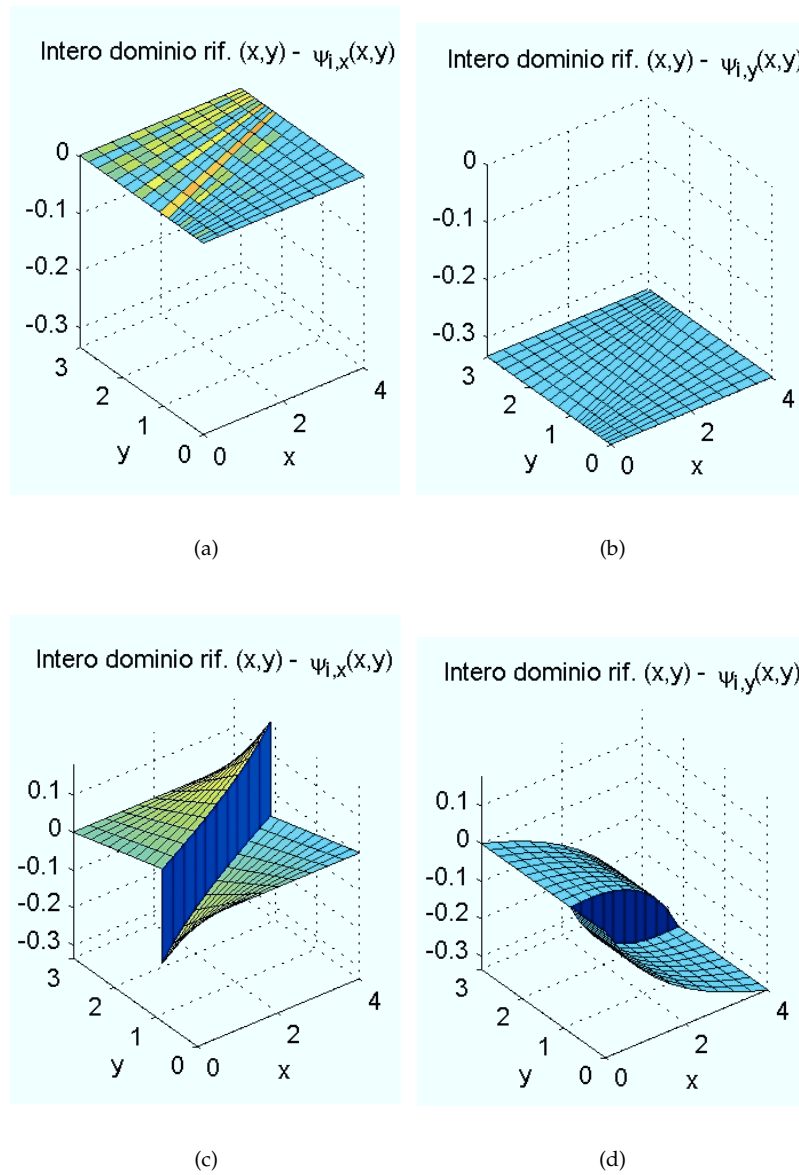 Intero dominio rif. (x,y) - ψi,x(x,y)
0
-0.1
-0.2
-0.3
3
2
1
0
y
0
2
4
x
(a)
Intero dominio rif. (x,y) - ψi,y(x,y)
0
-0.1
-0.2
-0.3
3
2
1
0
y
0
2
4
x
(b)
Intero dominio rif. (x,y) - ψi,x(x,y)
0.1
0
-0.1
-0.2
-0.3
3
2
1
0
y
0
2
4
x
(c)
Intero dominio rif. (x,y) - ψi,y(x,y)
0.1
0
-0.1
-0.2
-0.3
3
2
1
0
y
0
2
4
x
(d)